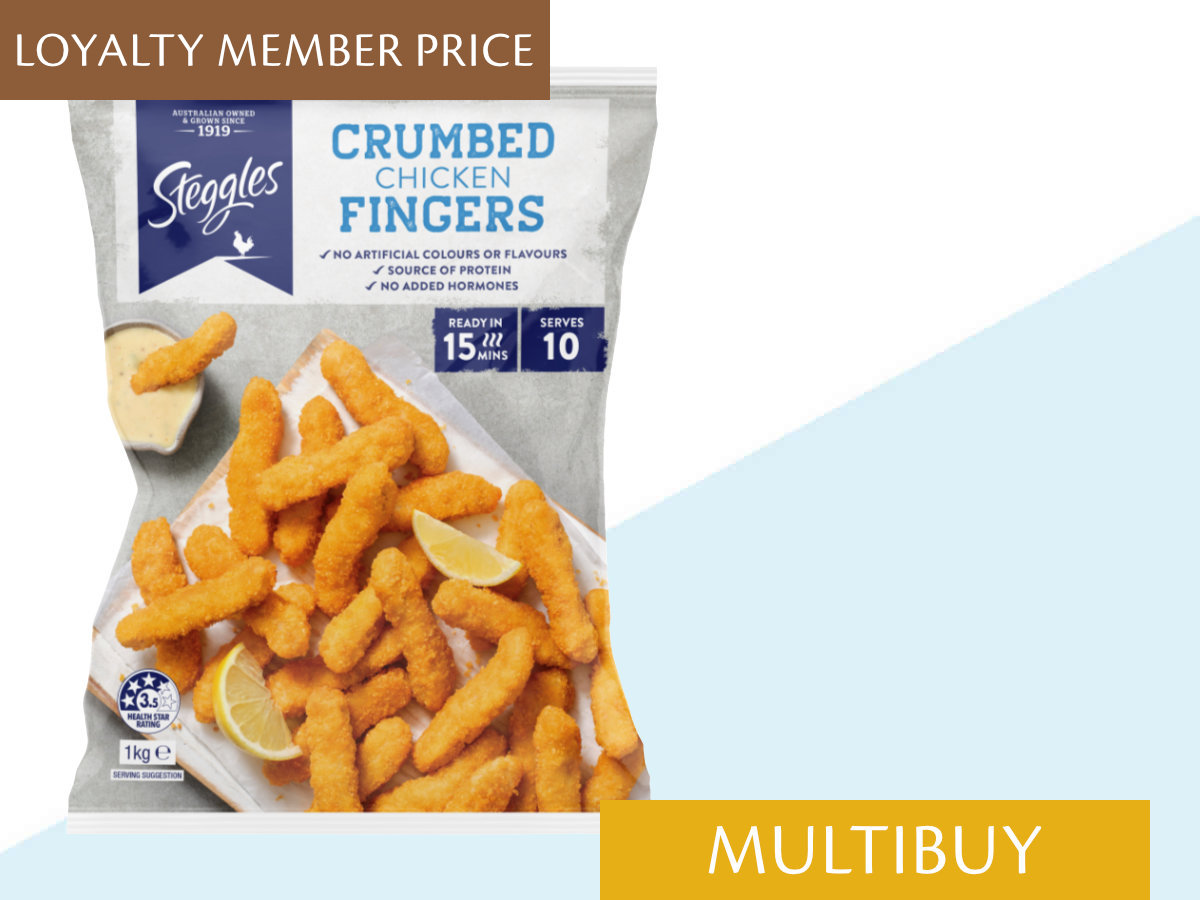 LOYALTY MEMBER PRICE
AUSTRALIAN OWNED
& GROWN SINCE
1919
Steggles
CRUMBED
CHICKEN
FINGERS
✓ NO ARTIFICIAL COLOURS OR FLAVOURS
✓ SOURCE OF PROTEIN
✓ NO ADDED HORMONES
READY IN
15 MINS
SERVES
10
3.5
HEALTH STAR
RATING
1kg ℮
SERVING SUGGESTION
MULTIBUY